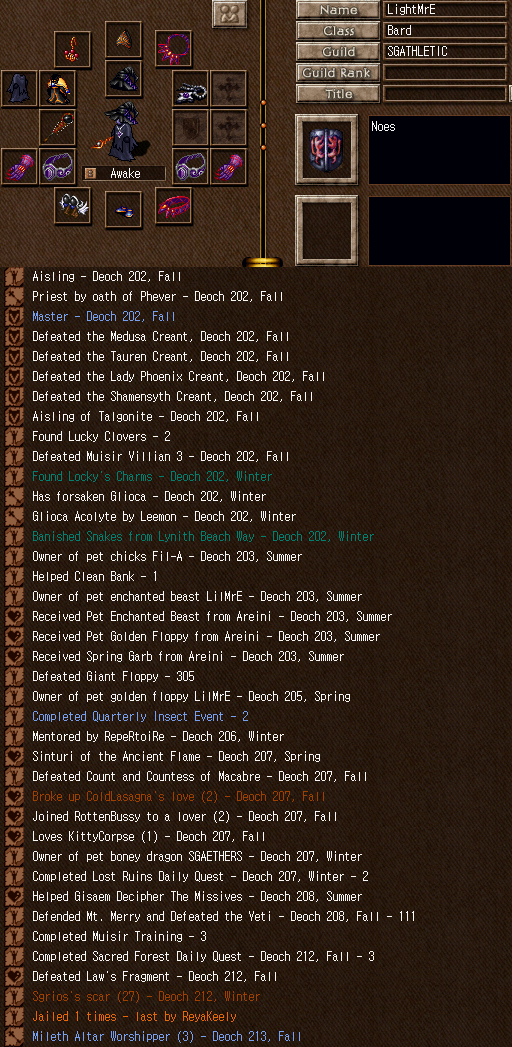 Name LightMrE
Class Bard
Guild SGATHLETIC
Guild Rank
Title
Noes
Awake
Aisling - Deoch 202, Fall
Priest by oath of Phever - Deoch 202, Fall
Master - Deoch 202, Fall
Defeated the Medusa Creant, Deoch 202, Fall
Defeated the Tauren Creant, Deoch 202, Fall
Defeated the Lady Phoenix Creant, Deoch 202, Fall
Defeated the Shamensyth Creant, Deoch 202, Fall
Aisling of Talgonite - Deoch 202, Fall
Found Lucky Clovers - 2
Defeated Muisir Villian 3 - Deoch 202, Fall
Found Locky's Charms - Deoch 202, Winter
Has forsaken Glioca - Deoch 202, Winter
Glioca Acolyte by Leemon - Deoch 202, Winter
Banished Snakes from Lynith Beach Way - Deoch 202, Winter
Owner of pet chicks Fil-A - Deoch 203, Summer
Helped Clean Bank - 1
Owner of pet enchanted beast LilMrE - Deoch 203, Summer
Received Pet Enchanted Beast from Areini - Deoch 203, Summer
Received Pet Golden Floppy from Areini - Deoch 203, Summer
Received Spring Garb from Areini - Deoch 203, Summer
Defeated Giant Floppy - 305
Owner of pet golden floppy LilMrE - Deoch 205, Spring
Completed Quarterly Insect Event - 2
Mentored by RepeRtoiRe - Deoch 206, Winter
Sinturi of the Ancient Flame - Deoch 207, Spring
Defeated Count and Countess of Macabre - Deoch 207, Fall
Broke up ColdLasagna's love (2) - Deoch 207, Fall
Joined RottenBussy to a lover (2) - Deoch 207, Fall
Loves KittyCorpse (1) - Deoch 207, Fall
Owner of pet boney dragon SGAETHERS - Deoch 207, Winter
Completed Lost Ruins Daily Quest - Deoch 207, Winter - 2
Helped Gisaem Decipher The Missives - Deoch 208, Summer
Defended Mt. Merry and Defeated the Yeti - Deoch 208, Fall - 111
Completed Muisir Training - 3
Completed Sacred Forest Daily Quest - Deoch 212, Fall - 3
Defeated Law's Fragment - Deoch 212, Fall
Sgrios's scar (27) - Deoch 212, Winter
Jailed 1 times - last by ReyaKeely
Mileth Altar Worshipper (3) - Deoch 213, Fall